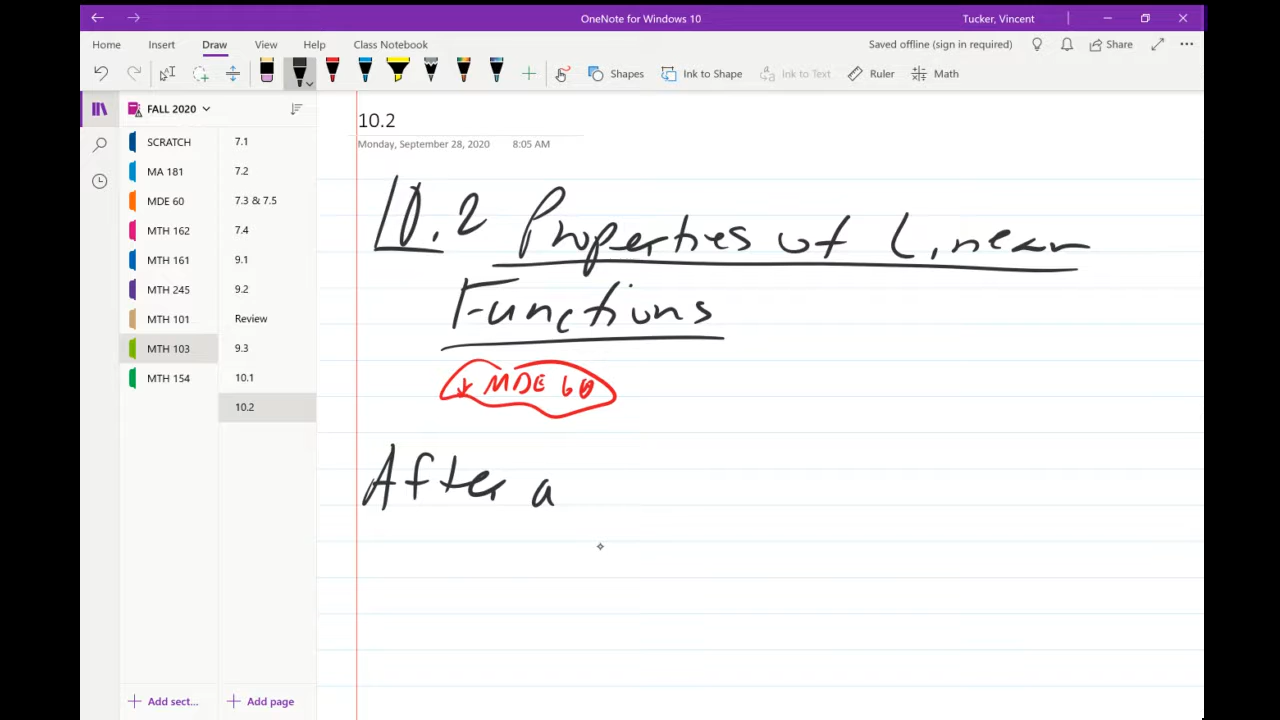 OneNote for Windows 10
Tucker, Vincent
Home Insert Draw View Help Class Notebook
Saved offline (sign in required)
Share
Shapes
Ink to Shape
Ink to Text
Ruler
Math
FALL 2020
SCRATCH
MA 181
MDE 60
MTH 162
MTH 161
MTH 245
MTH 101
MTH 103
MTH 154
Add sect...
7.1
7.2
7.3 & 7.5
7.4
9.1
9.2
Review
9.3
10.1
10.2
Add page
10.2
Monday, September 28, 2020 8:05 AM
10.2 Properties of Linear
Functions
↓ MDE 60
After a